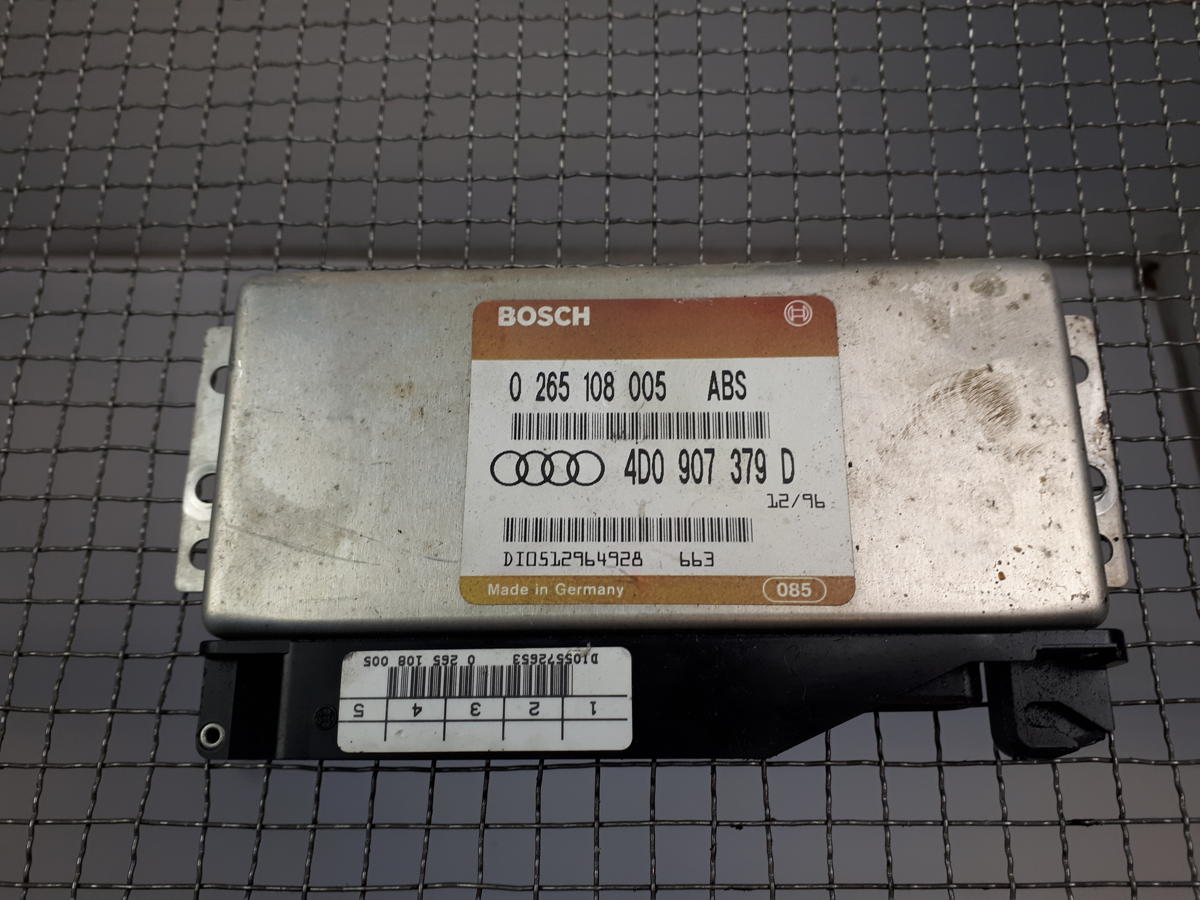 BOSCH
0 265 108 005 ABS
4D0 907 379 D
12/96
DI0512964928 663
Made in Germany 085
DI05572653 0 265 108 005
1 2 3 4 5